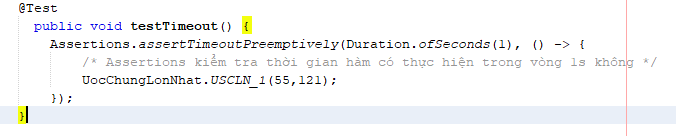 @Test
public void testTimeout() {
Assertions.assertTimeoutPreemptively(Duration.ofSeconds(1), () -> {
/* Assertions kiểm tra thời gian hàm có thực hiện trong vòng 1s không */
UocChungLonNhat.USCLN_1(55,121);
});
}